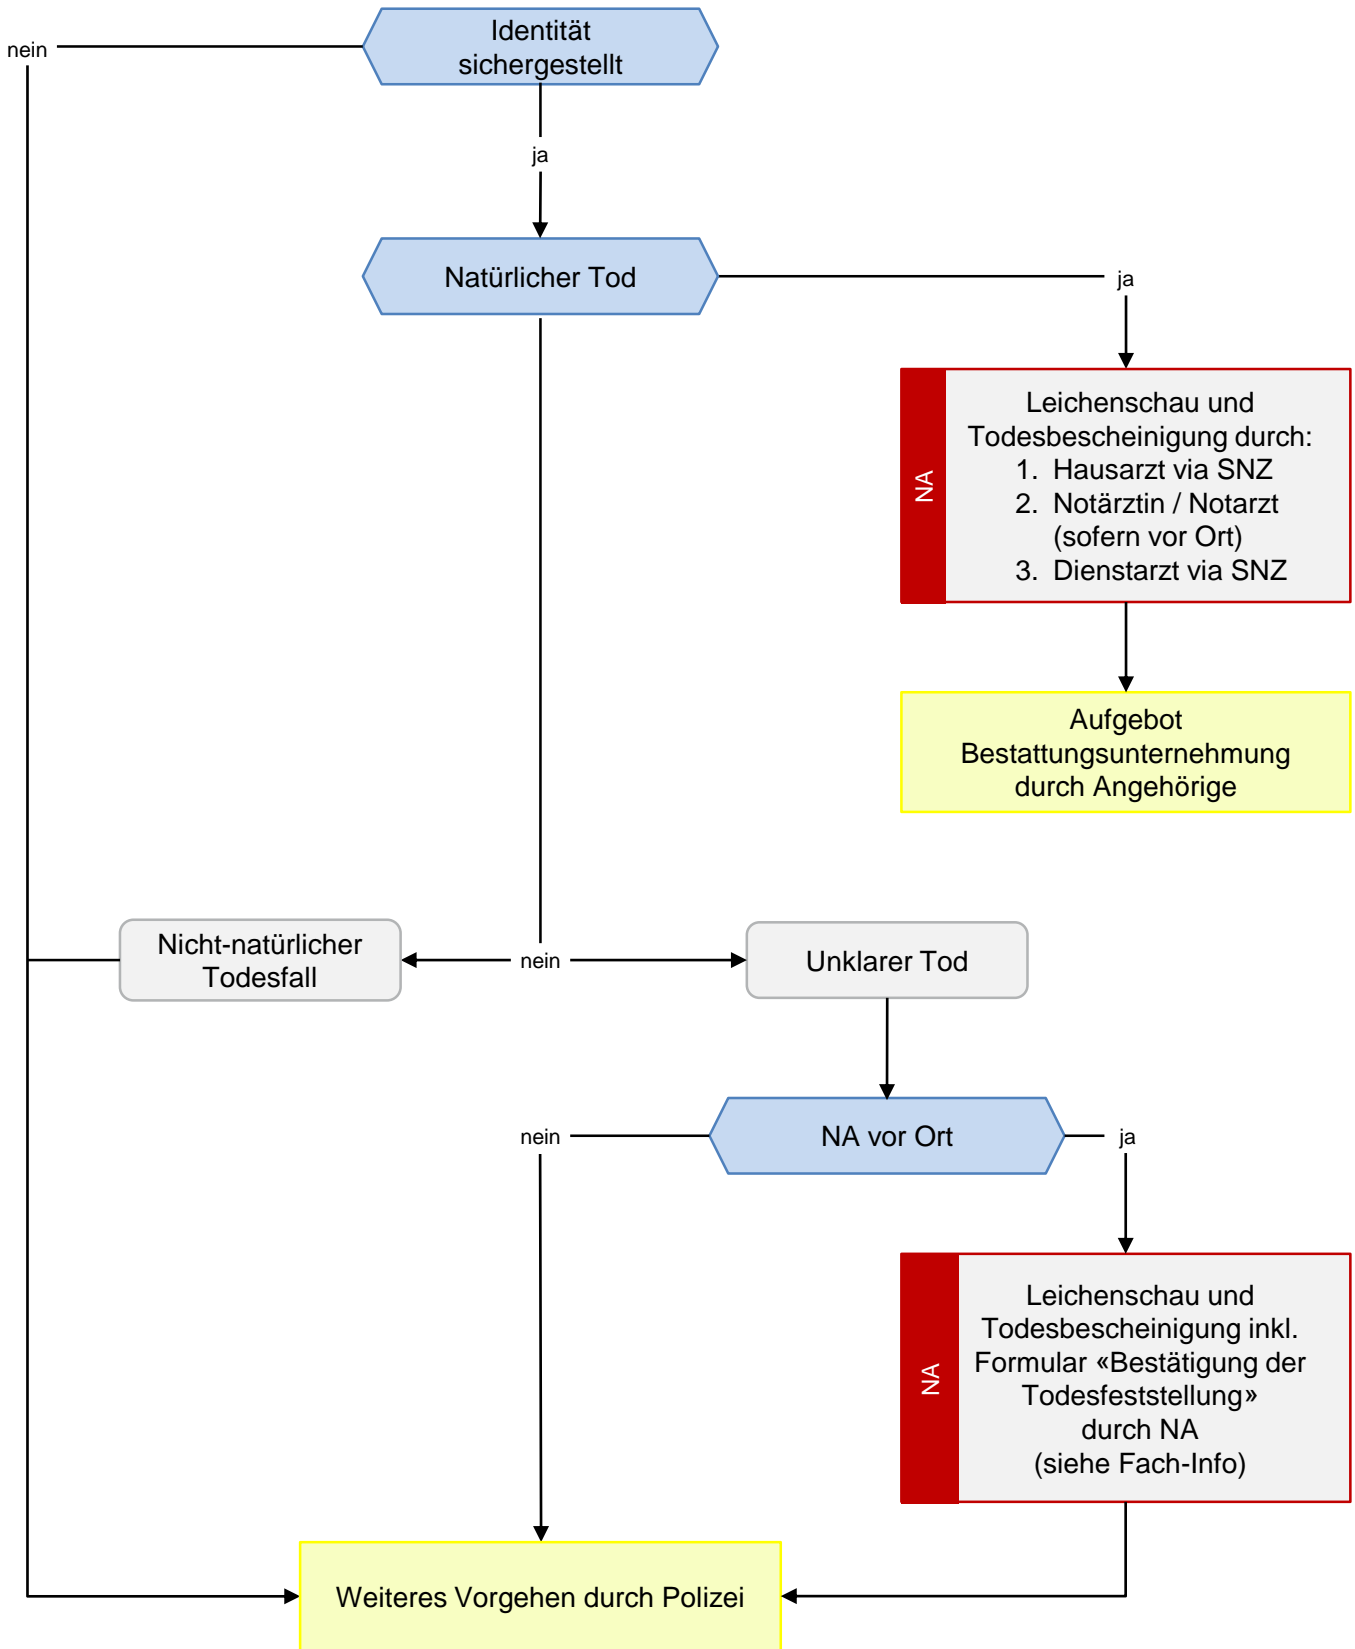 Identität
sichergestellt
nein
ja
Natürlicher Tod
ja
NA
Leichenschau und
Todesbescheinigung durch:
1. Hausarzt via SNZ
2. Notärztin / Notarzt
(sofern vor Ort)
3. Dienstarzt via SNZ
Aufgebot
Bestattungsunternehmung
durch Angehörige
Nicht-natürlicher
Todesfall
nein
Unklarer Tod
nein
NA vor Ort
ja
NA
Leichenschau und
Todesbescheinigung inkl.
Formular «Bestätigung der
Todesfeststellung»
durch NA
(siehe Fach-Info)
Weiteres Vorgehen durch Polizei